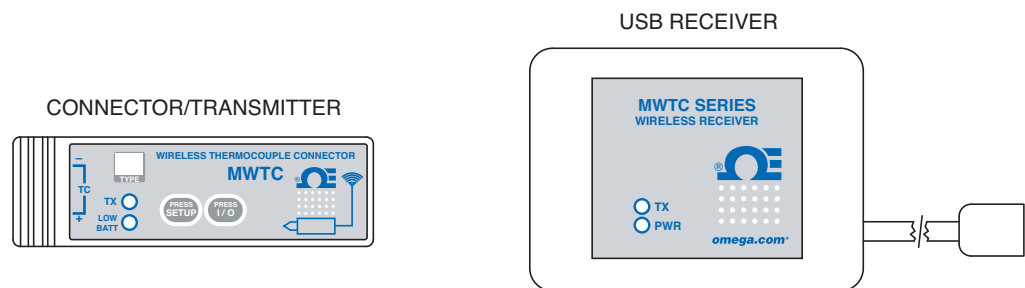 USB RECEIVER
CONNECTOR/TRANSMITTER
–
TC
+
TYPE
TX
LOW
BATT
WIRELESS THERMOCOUPLE CONNECTOR
MWTC
®
PRESS
SETUP
PRESS
I / O
MWTC SERIES
WIRELESS RECEIVER
®
TX
PWR
omega.com®